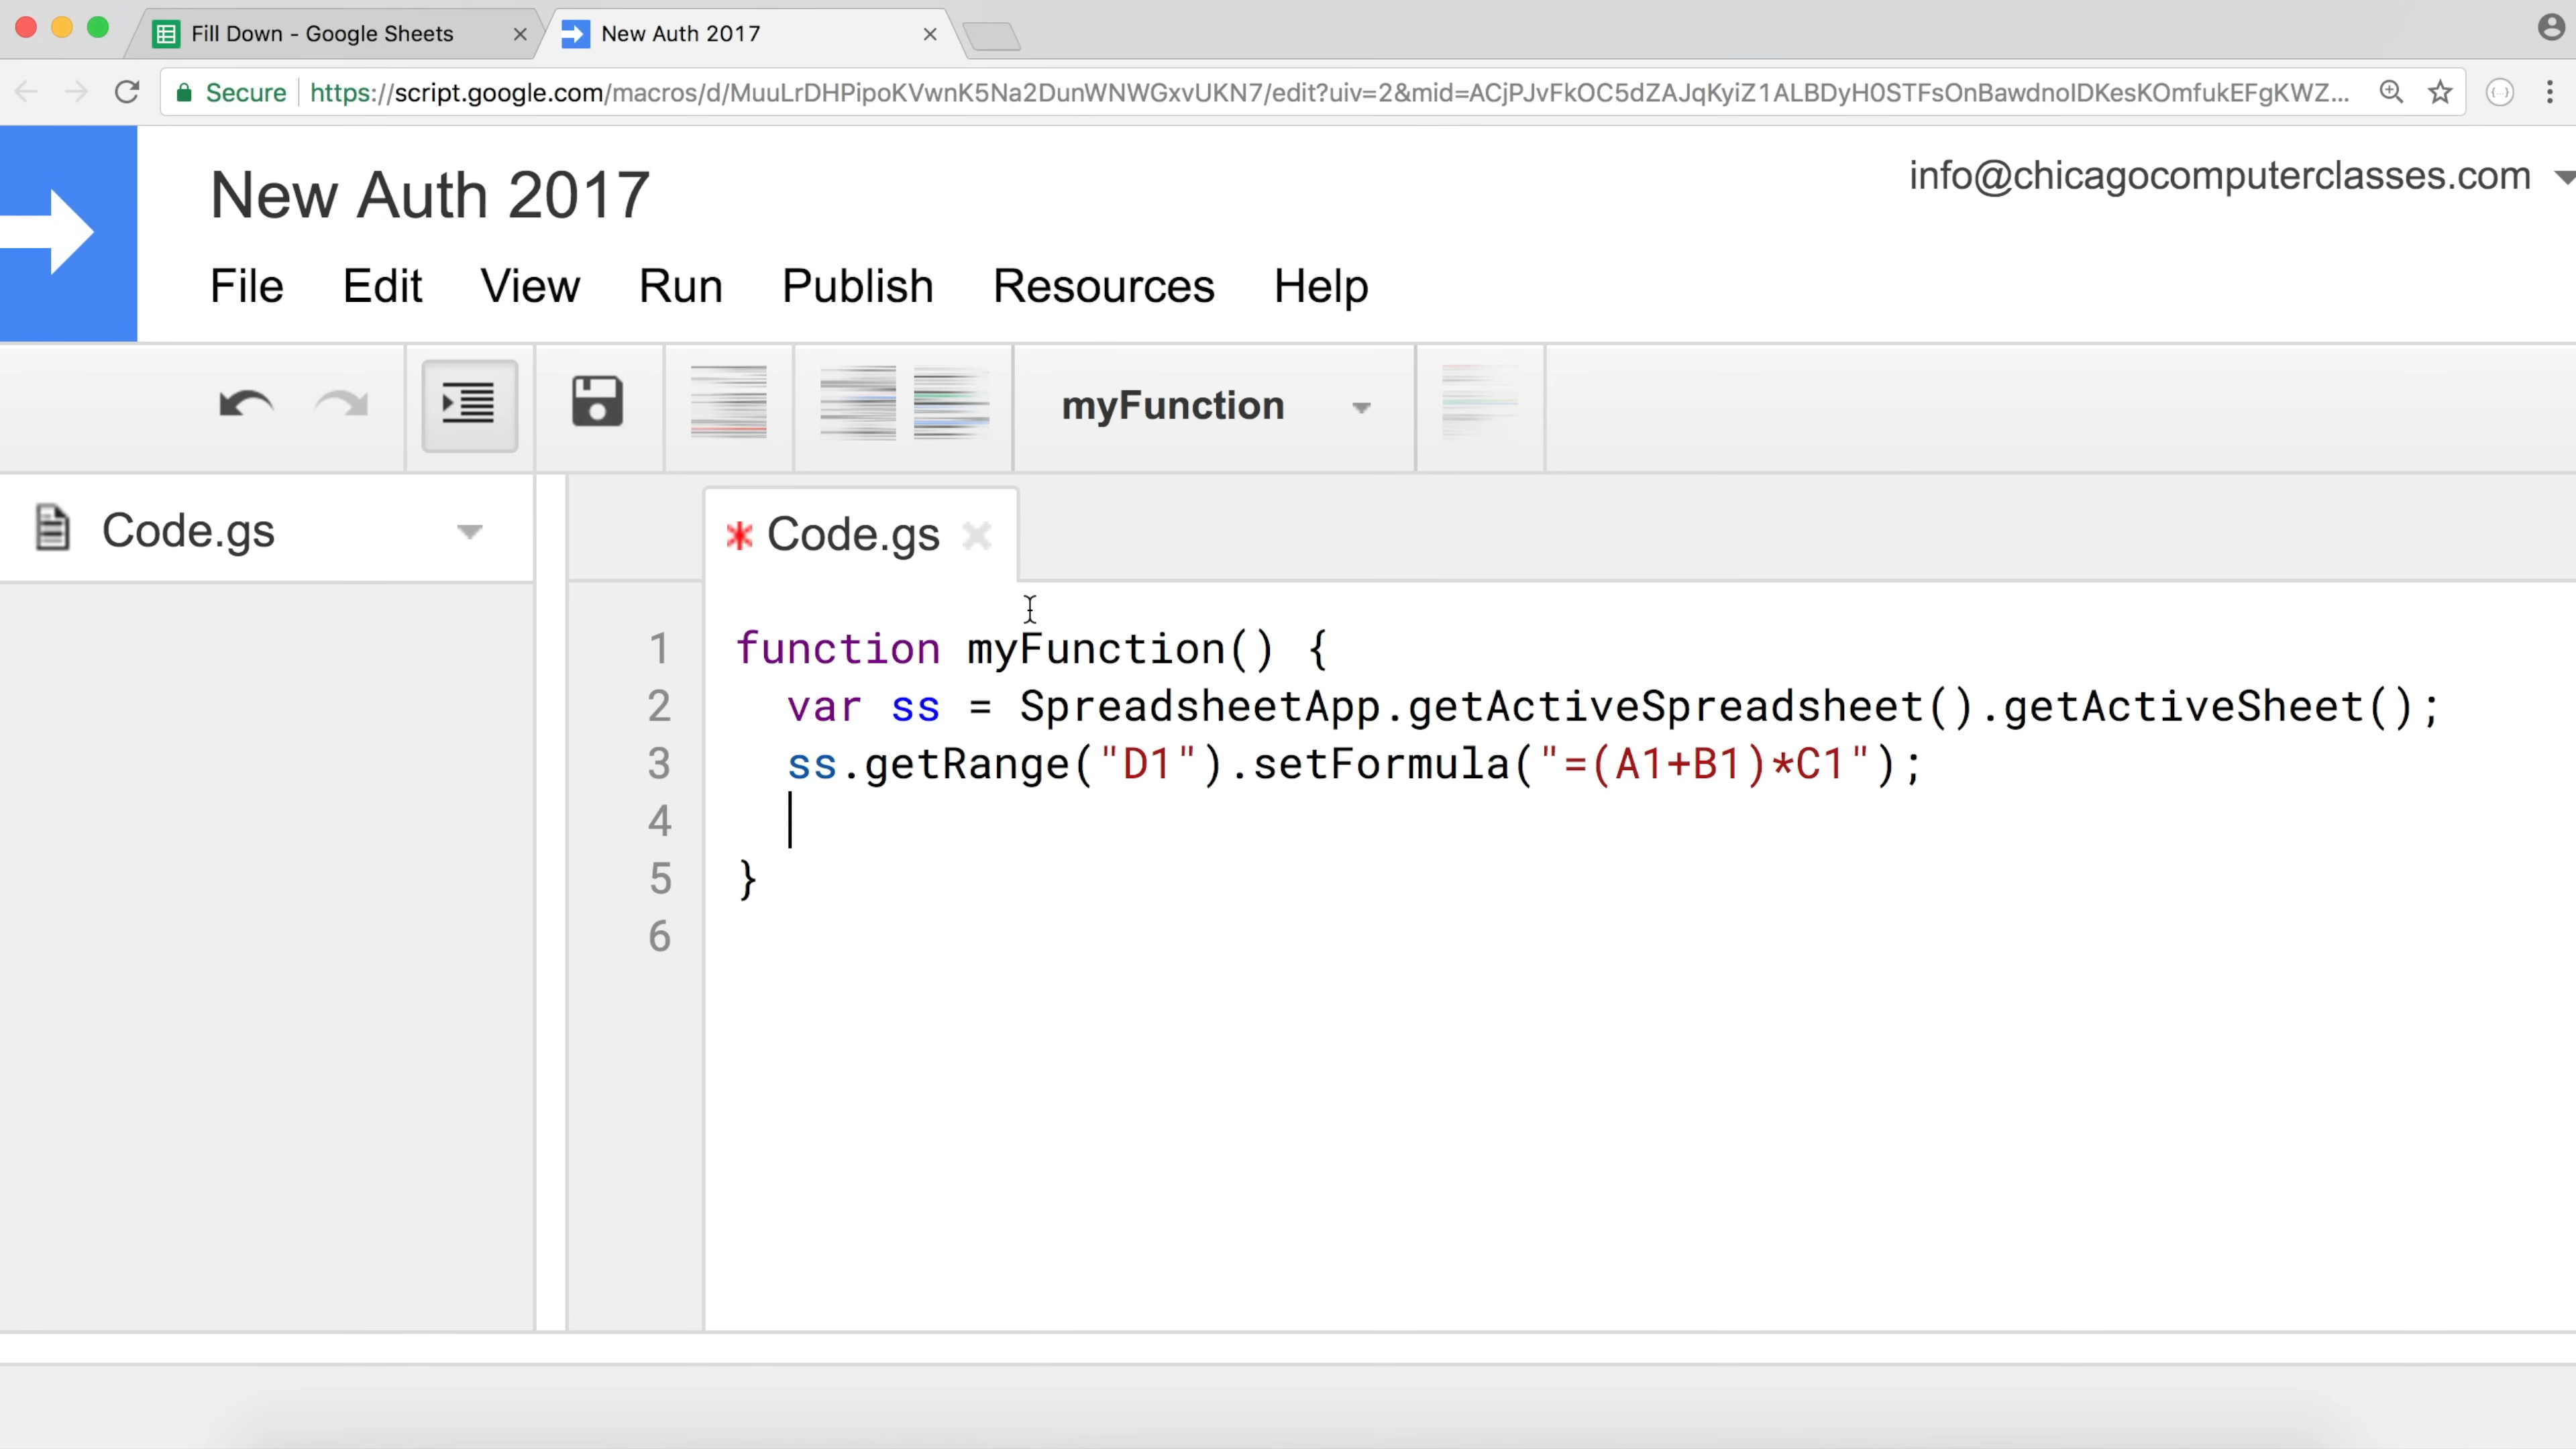 Fill Down - Google Sheets
New Auth 2017
Secure https://script.google.com/macros/d/MuuLrDHPipoKVwnK5Na2DunWNWGxvUKN7/edit?uiv=2&mid=ACjPJvFkOC5dZAJqKyiZ1ALBDyH0STFsOnBawdnoIDKesKOmfukEFgKWZ...
New Auth 2017
info@chicagocomputerclasses.com
File Edit View Run Publish Resources Help
myFunction
Code.gs
* Code.gs
1 function myFunction() {
2 var ss = SpreadsheetApp.getActiveSpreadsheet().getActiveSheet();
3 ss.getRange("D1").setFormula("=(A1+B1)*C1");
4
5 }
6